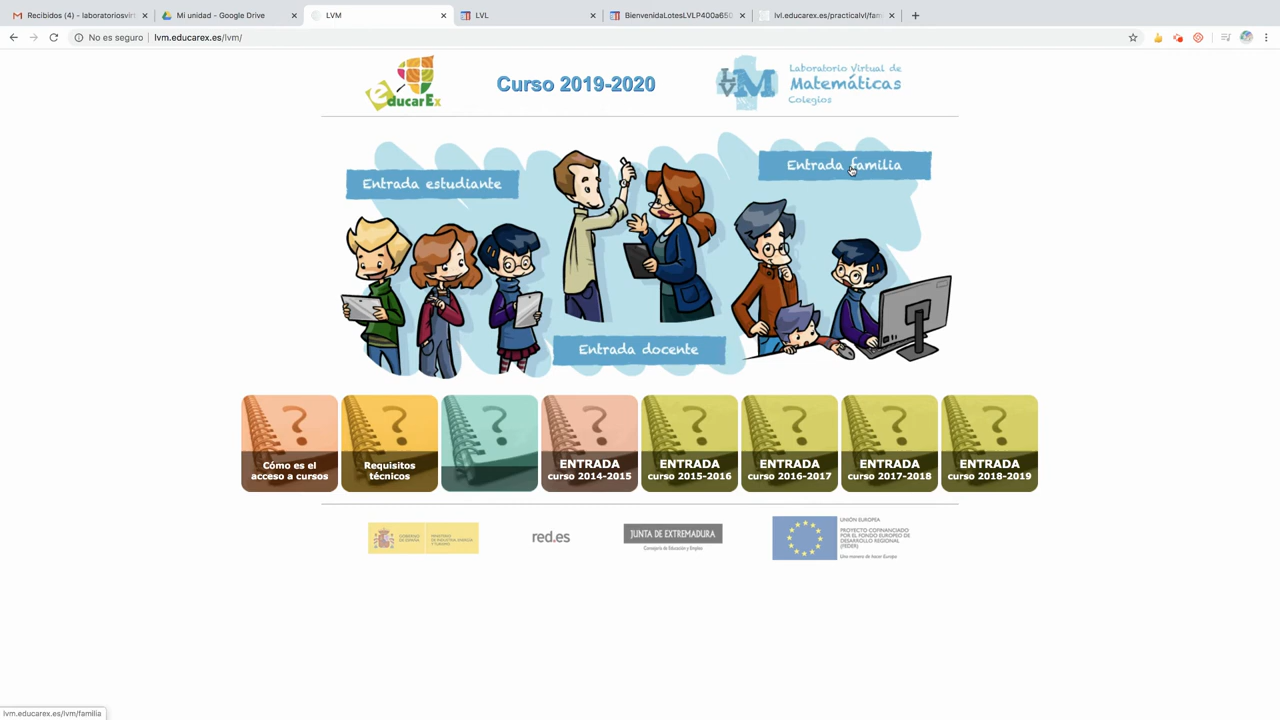 Recibidos (4) - laboratoriosvir
Mi unidad - Google Drive
LVM
LVL
BienvenidaLotesLVLP400a650
lvl.educarex.es/practicalvl/fam
No es seguro
lvm.educarex.es/lvm/
educarEx
Curso 2019-2020
LVM
Laboratorio Virtual de
Matemáticas
Colegios
Entrada estudiante
Entrada familia
Entrada docente
Cómo es el
acceso a cursos
Requisitos
técnicos
ENTRADA
curso 2014-2015
ENTRADA
curso 2015-2016
ENTRADA
curso 2016-2017
ENTRADA
curso 2017-2018
ENTRADA
curso 2018-2019
GOBIERNO
DE ESPAÑA
MINISTERIO
DE INDUSTRIA, ENERGÍA
Y TURISMO
red.es
JUNTA DE EXTREMADURA
Consejería de Educación y Empleo
UNIÓN EUROPEA
PROYECTO COFINANCIADO
POR EL FONDO EUROPEO DE
DESARROLLO REGIONAL
(FEDER)
Una manera de hacer Europa
lvm.educarex.es/lvm/familia